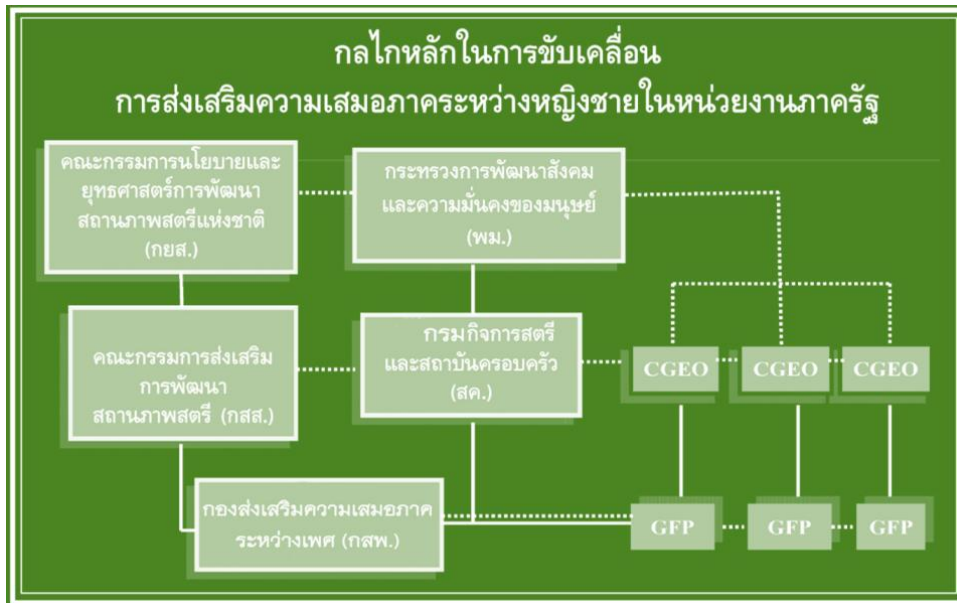 กลไกหลักในการขับเคลื่อน
การส่งเสริมความเสมอภาคระหว่างหญิงชายในหน่วยงานภาครัฐ
คณะกรรมการนโยบายและ
ยุทธศาสตร์การพัฒนา
สถานภาพสตรีแห่งชาติ
(กยส.)
กระทรวงการพัฒนาสังคม
และความมั่นคงของมนุษย์
(พม.)
คณะกรรมการส่งเสริม
การพัฒนา
สถานภาพสตรี (กสส.)
กรมกิจการสตรี
และสถาบันครอบครัว
(สค.)
CGEO
CGEO
CGEO
กองส่งเสริมความเสมอภาค
ระหว่างเพศ (กสพ.)
GFP
GFP
GFP